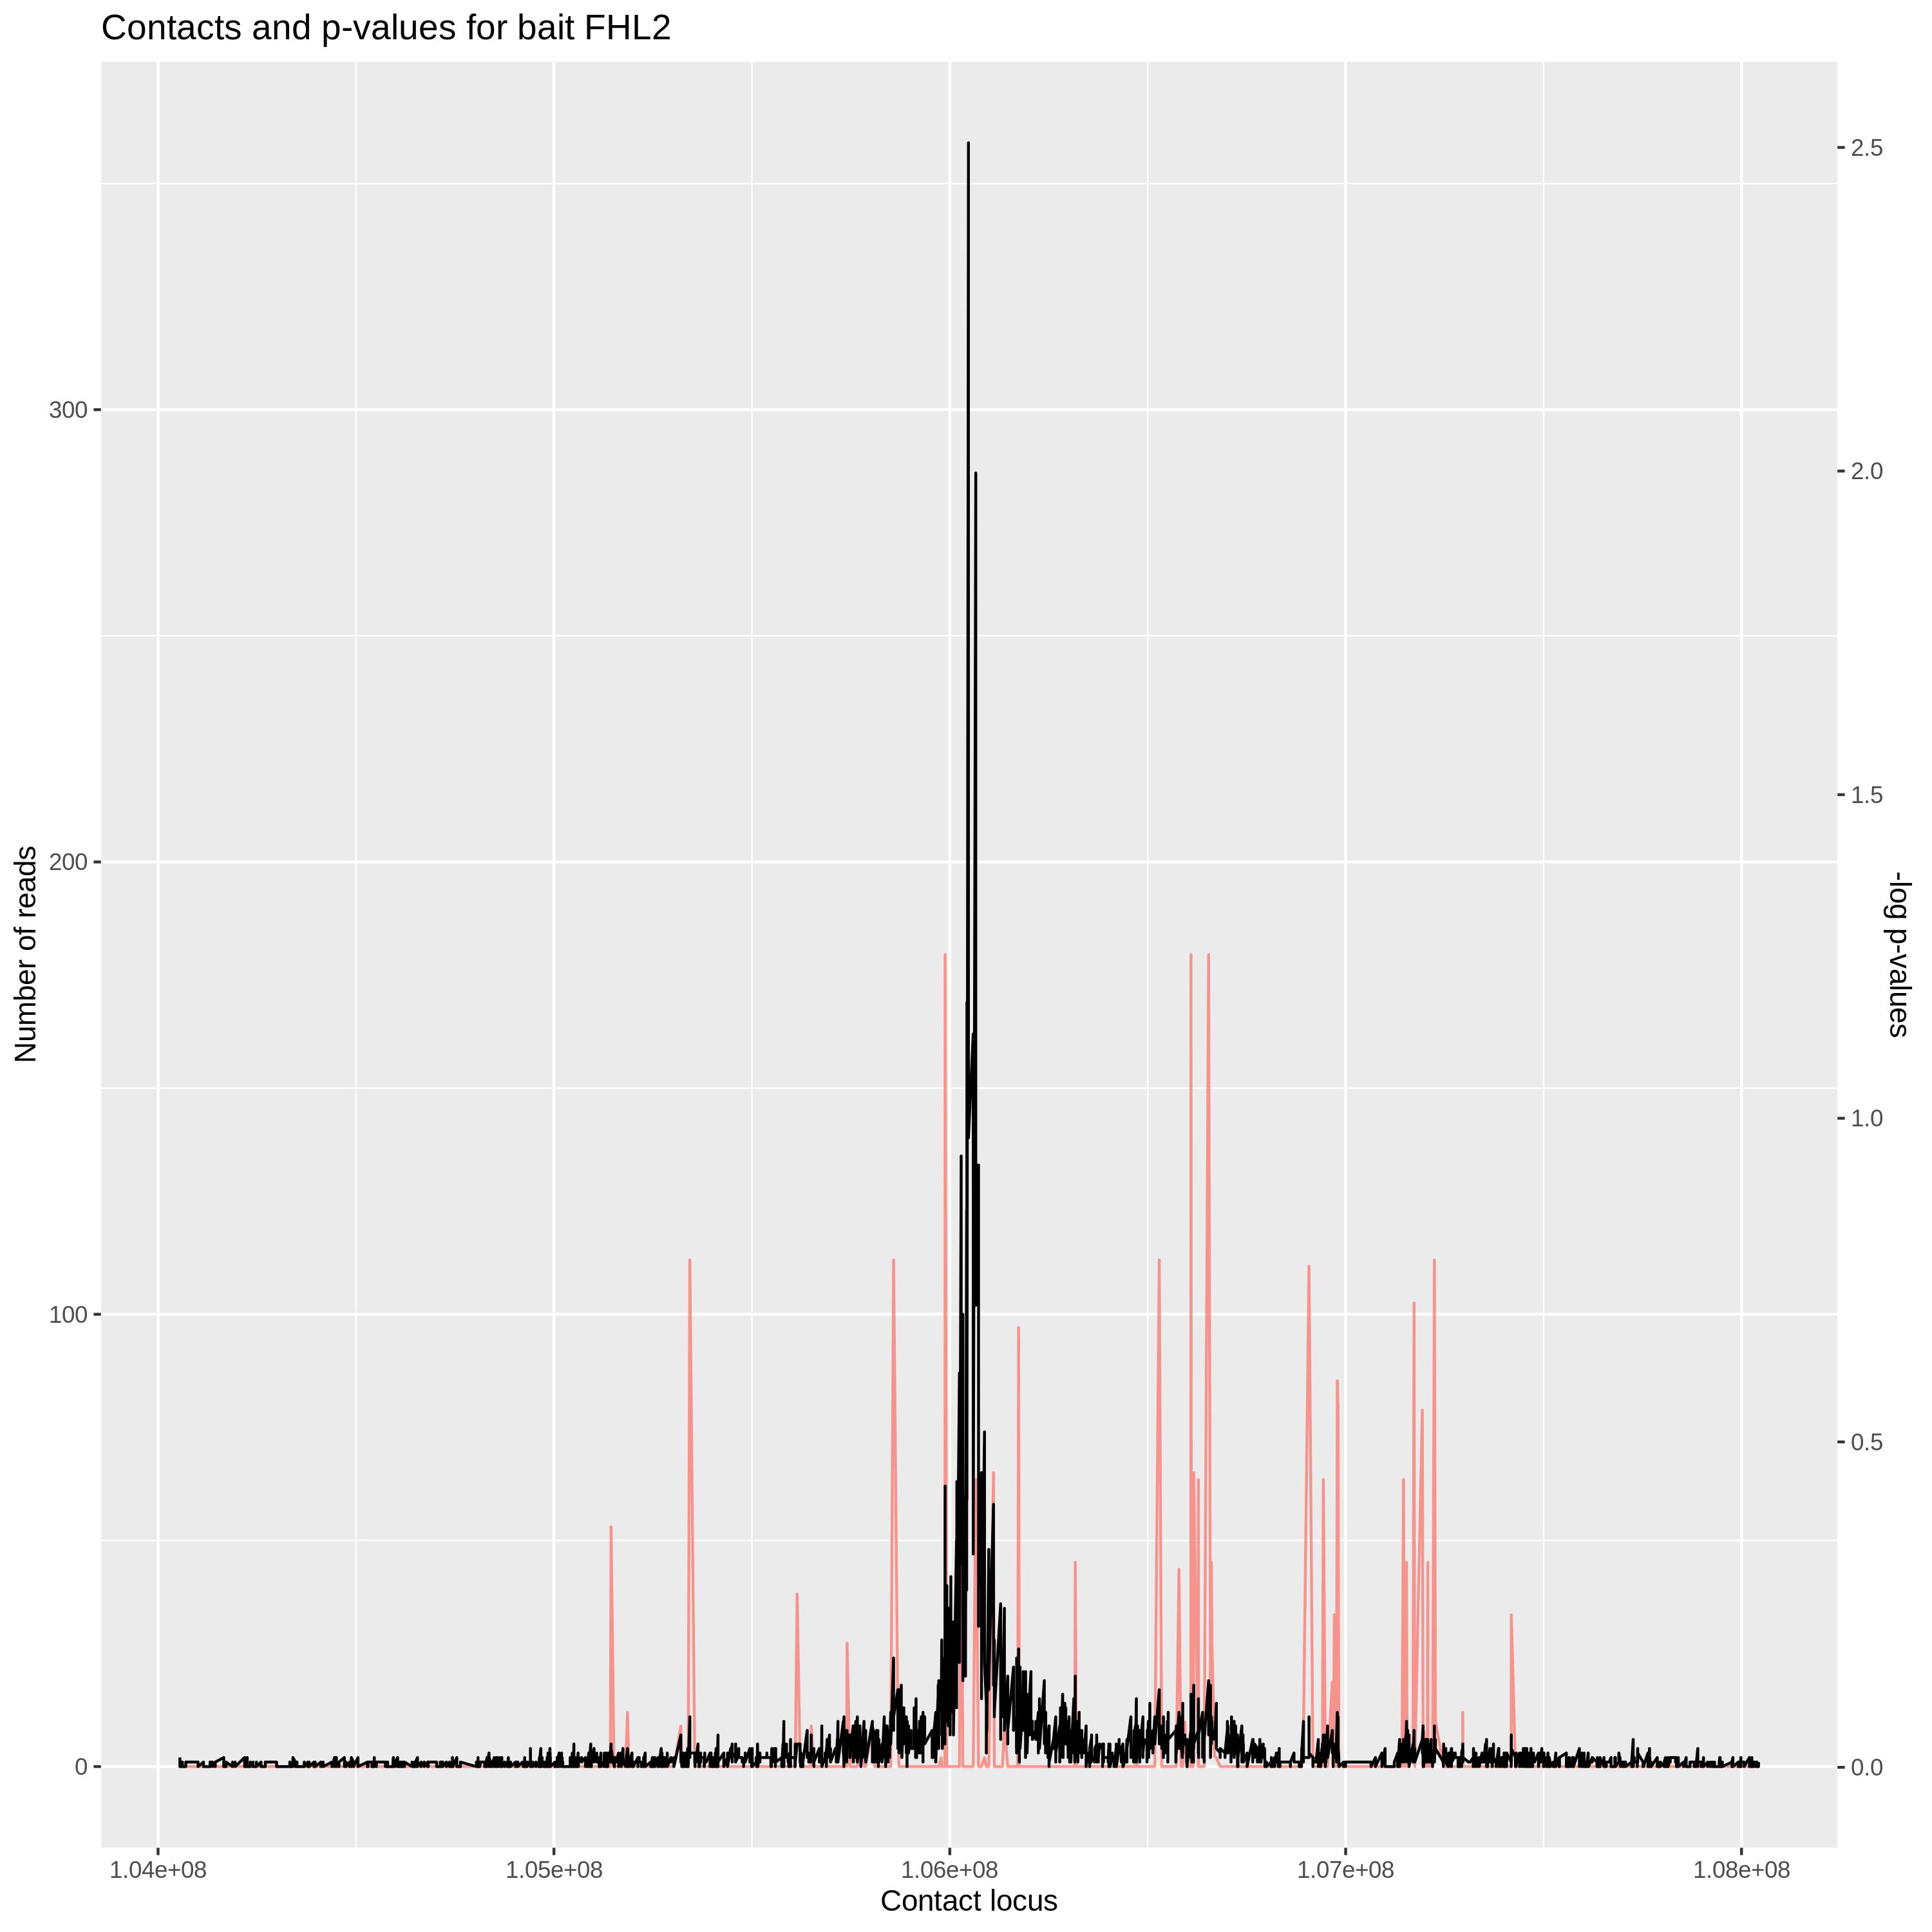 Contacts and p-values for bait FHL2
Number of reads
300
200
100
0
2.5
2.0
1.5
1.0
0.5
0.0
-log p-values
1.04e+08
1.05e+08
1.06e+08
1.07e+08
1.08e+08
Contact locus